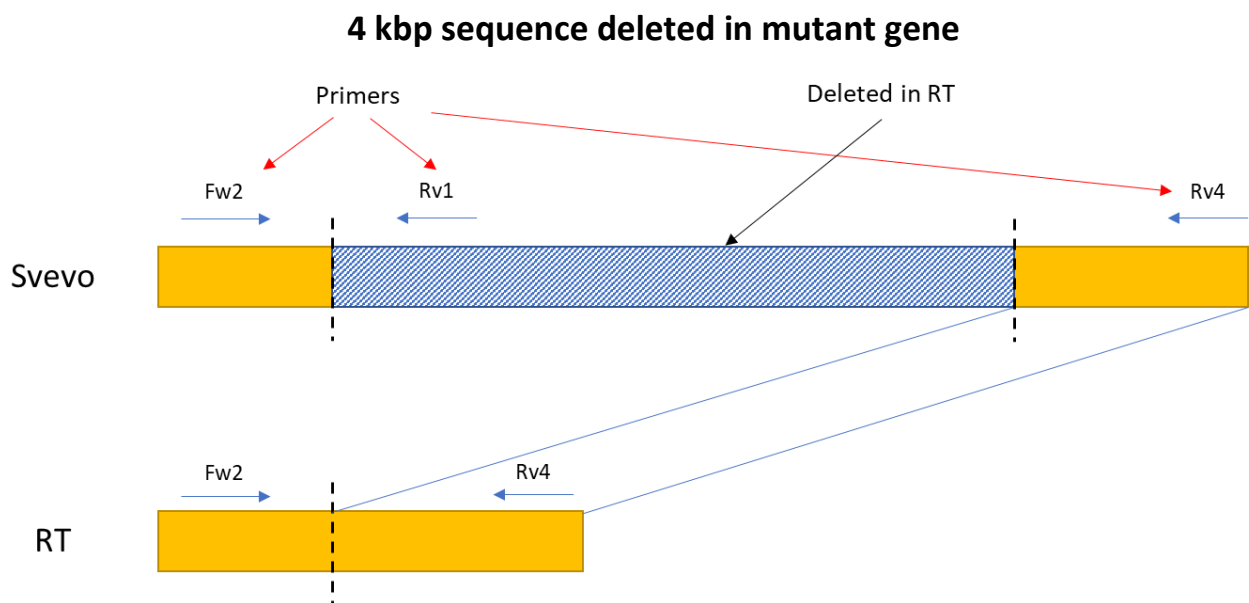 4 kbp sequence deleted in mutant gene
Primers
Deleted in RT
Fw2
Rv1
Rv4
Svevo
Fw2
Rv4
RT